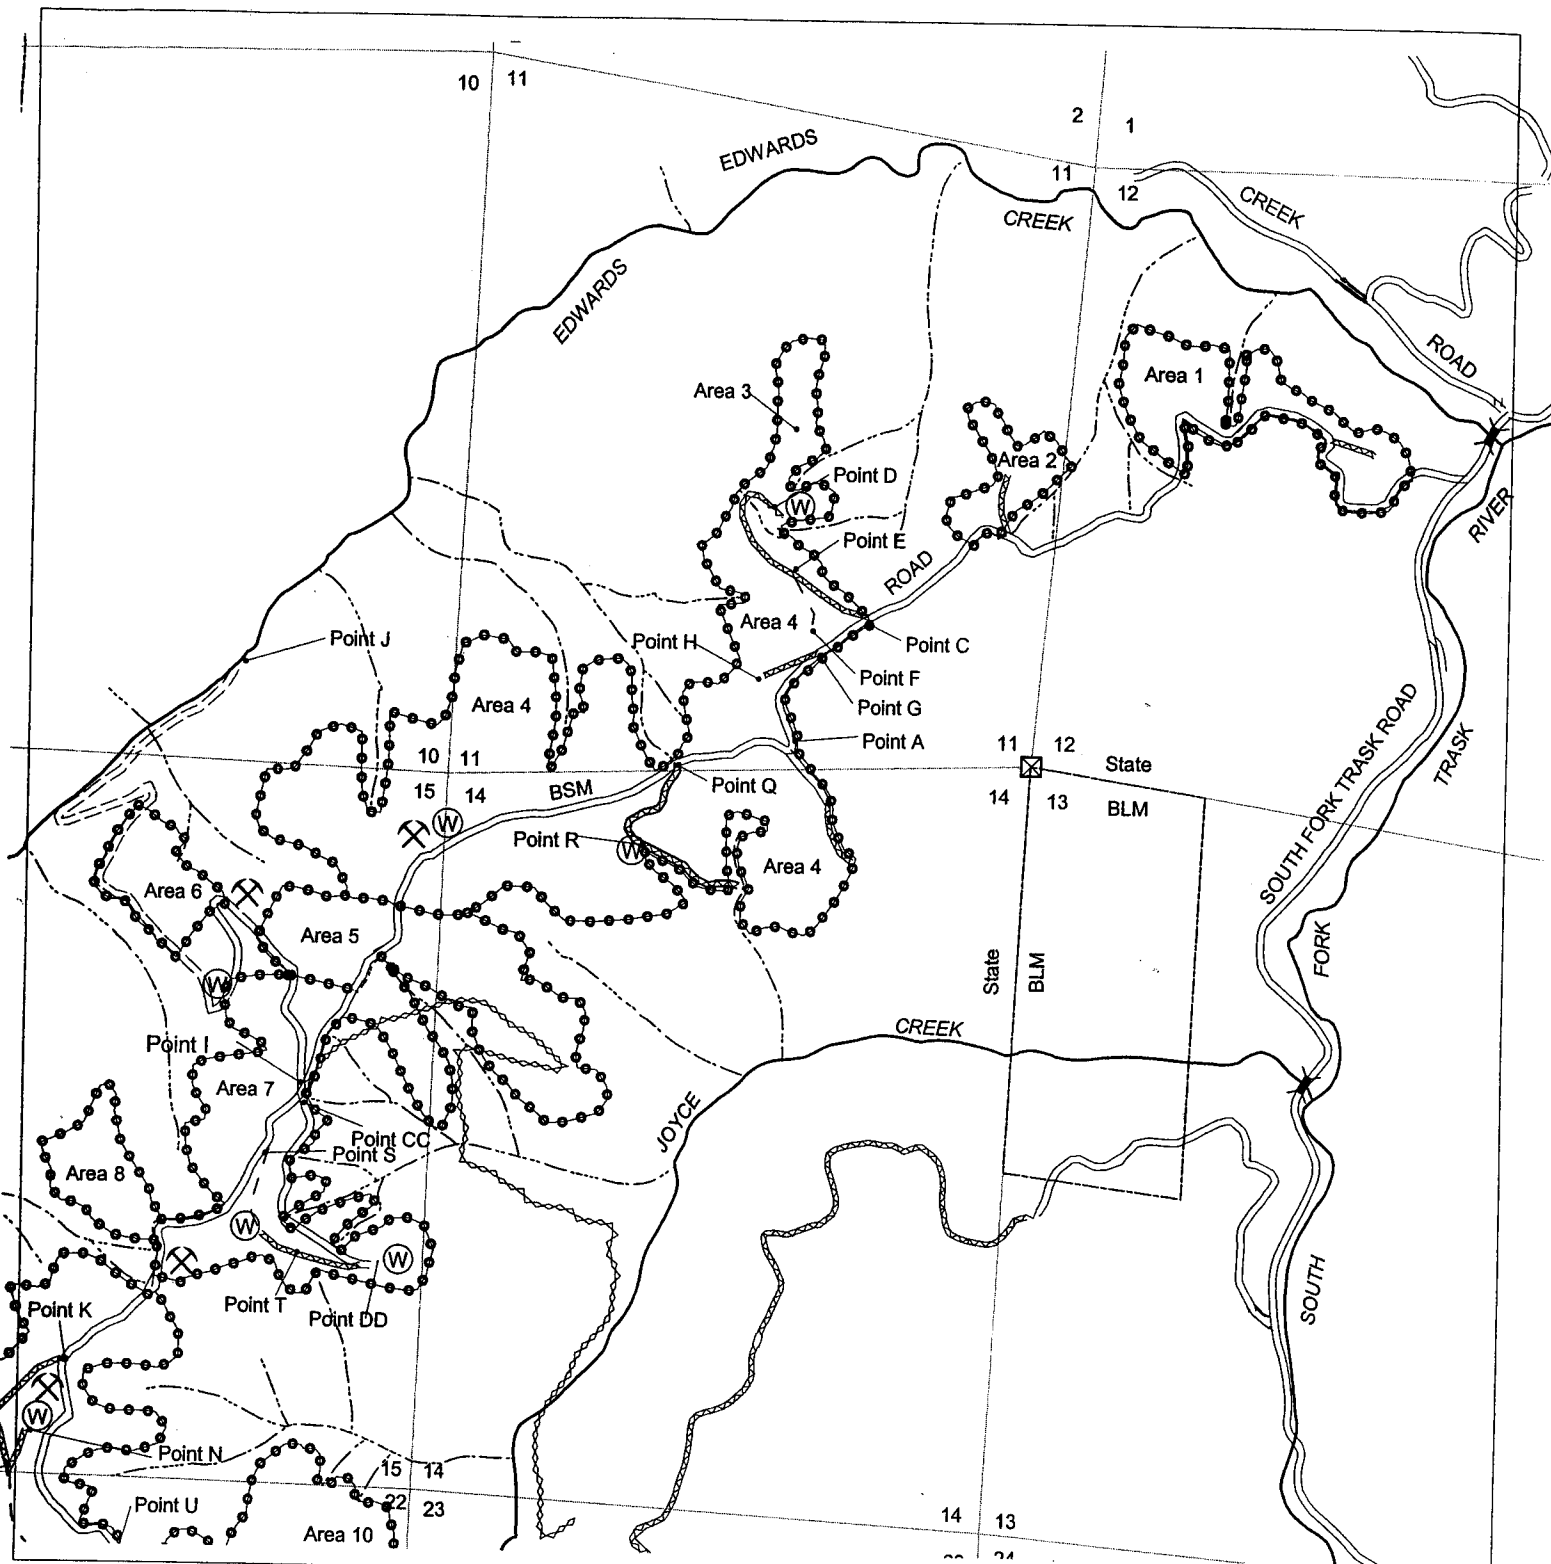 10 11
2 1
EDWARDS
11
12
CREEK
CREEK
EDWARDS
ROAD
Area 1
Area 3
Area 2
Point D
W
RIVER
Point E
ROAD
Area 4
Point J
Point H
Point C
Point F
Area 4
Point G
Point A
SOUTH FORK TRASK ROAD
TRASK
10 11
11 12
State
15 14
BSM
Point Q
14 13
BLM
W
Point R
W
Area 4
Area 6
Area 5
State
BLM
FORK
W
CREEK
Point I
Area 7
JOYCE
Point CC
Point S
Area 8
W
W
SOUTH
Point T
Point K
Point DD
W
Point N
15 14
Point U
22 23
Area 10
14 13